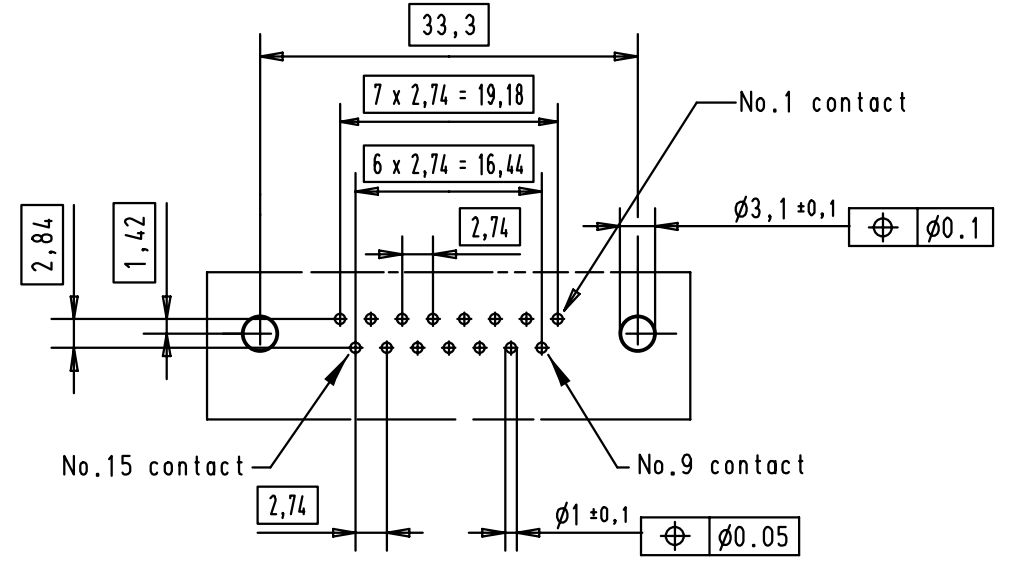 33,3
7 x 2,74 = 19,18
No.1 contact
6 x 2,74 = 16,44
2,84
1,42
2,74
ø3,1 ±0,1
ø0.1
No.15 contact
No.9 contact
2,74
ø1 ±0,1
ø0.05